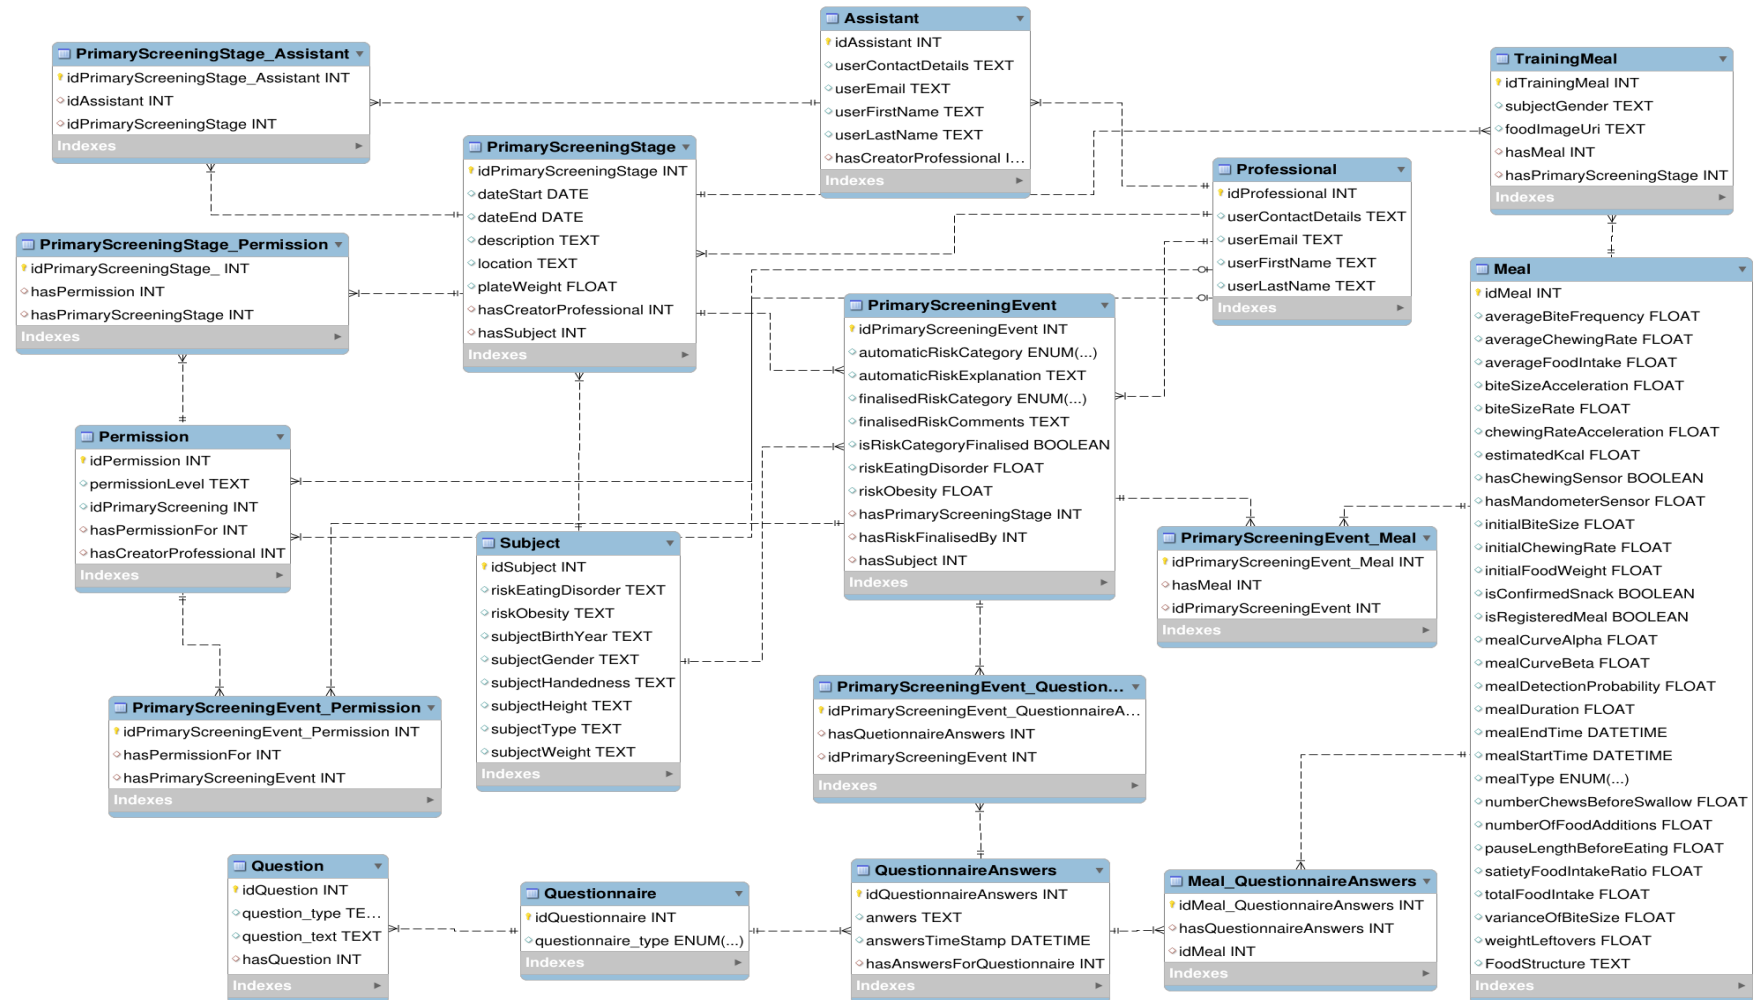 Assistant
idAssistant INT
userContactDetails TEXT
userEmail TEXT
userFirstName TEXT
userLastName TEXT
hasCreatorProfessional I...
Indexes
PrimaryScreeningStage_Assistant
idPrimaryScreeningStage_Assistant INT
idAssistant INT
idPrimaryScreeningStage INT
Indexes
TrainingMeal
idTrainingMeal INT
subjectGender TEXT
foodImageUri TEXT
hasMeal INT
hasPrimaryScreeningStage INT
Indexes
PrimaryScreeningStage
idPrimaryScreeningStage INT
dateStart DATE
dateEnd DATE
description TEXT
location TEXT
plateWeight FLOAT
hasCreatorProfessional INT
hasSubject INT
Indexes
Professional
idProfessional INT
userContactDetails TEXT
userEmail TEXT
userFirstName TEXT
userLastName TEXT
Indexes
PrimaryScreeningStage_Permission
idPrimaryScreeningStage_ INT
hasPermission INT
hasPrimaryScreeningStage INT
Indexes
Meal
idMeal INT
averageBiteFrequency FLOAT
averageChewingRate FLOAT
averageFoodIntake FLOAT
biteSizeAcceleration FLOAT
biteSizeRate FLOAT
chewingRateAcceleration FLOAT
estimatedKcal FLOAT
hasChewingSensor BOOLEAN
hasMandometerSensor FLOAT
initialBiteSize FLOAT
initialChewingRate FLOAT
initialFoodWeight FLOAT
isConfirmedSnack BOOLEAN
isRegisteredMeal BOOLEAN
mealCurveAlpha FLOAT
mealCurveBeta FLOAT
mealDetectionProbability FLOAT
mealDuration FLOAT
mealEndTime DATETIME
mealStartTime DATETIME
mealType ENUM(...)
numberChewsBeforeSwallow FLOAT
numberOfFoodAdditions FLOAT
pauseLengthBeforeEating FLOAT
satietyFoodIntakeRatio FLOAT
totalFoodIntake FLOAT
varianceOfBiteSize FLOAT
weightLeftovers FLOAT
FoodStructure TEXT
Indexes
PrimaryScreeningEvent
idPrimaryScreeningEvent INT
automaticRiskCategory ENUM(...)
automaticRiskExplanation TEXT
finalisedRiskCategory ENUM(...)
finalisedRiskComments TEXT
isRiskCategoryFinalised BOOLEAN
riskEatingDisorder FLOAT
riskObesity FLOAT
hasPrimaryScreeningStage INT
hasRiskFinalisedBy INT
hasSubject INT
Indexes
Permission
idPermission INT
permissionLevel TEXT
idPrimaryScreening INT
hasPermissionFor INT
hasCreatorProfessional INT
Indexes
PrimaryScreeningEvent_Meal
idPrimaryScreeningEvent_Meal INT
hasMeal INT
idPrimaryScreeningEvent INT
Indexes
Subject
idSubject INT
riskEatingDisorder TEXT
riskObesity TEXT
subjectBirthYear TEXT
subjectGender TEXT
subjectHandedness TEXT
subjectHeight TEXT
subjectType TEXT
subjectWeight TEXT
Indexes
PrimaryScreeningEvent_Question...
idPrimaryScreeningEvent_QuestionnaireA...
hasQuetionnaireAnswers INT
idPrimaryScreeningEvent INT
Indexes
PrimaryScreeningEvent_Permission
idPrimaryScreeningEvent_Permission INT
hasPermissionFor INT
hasPrimaryScreeningEvent INT
Indexes
Question
idQuestion INT
question_type TE...
question_text TEXT
hasQuestion INT
Indexes
Questionnaire
idQuestionnaire INT
questionnaire_type ENUM(...)
Indexes
QuestionnaireAnswers
idQuestionnaireAnswers INT
anwers TEXT
answersTimeStamp DATETIME
hasAnswersForQuestionnaire INT
Indexes
Meal_QuestionnaireAnswers
idMeal_QuestionnaireAnswers INT
hasQuestionnaireAnswers INT
idMeal INT
Indexes